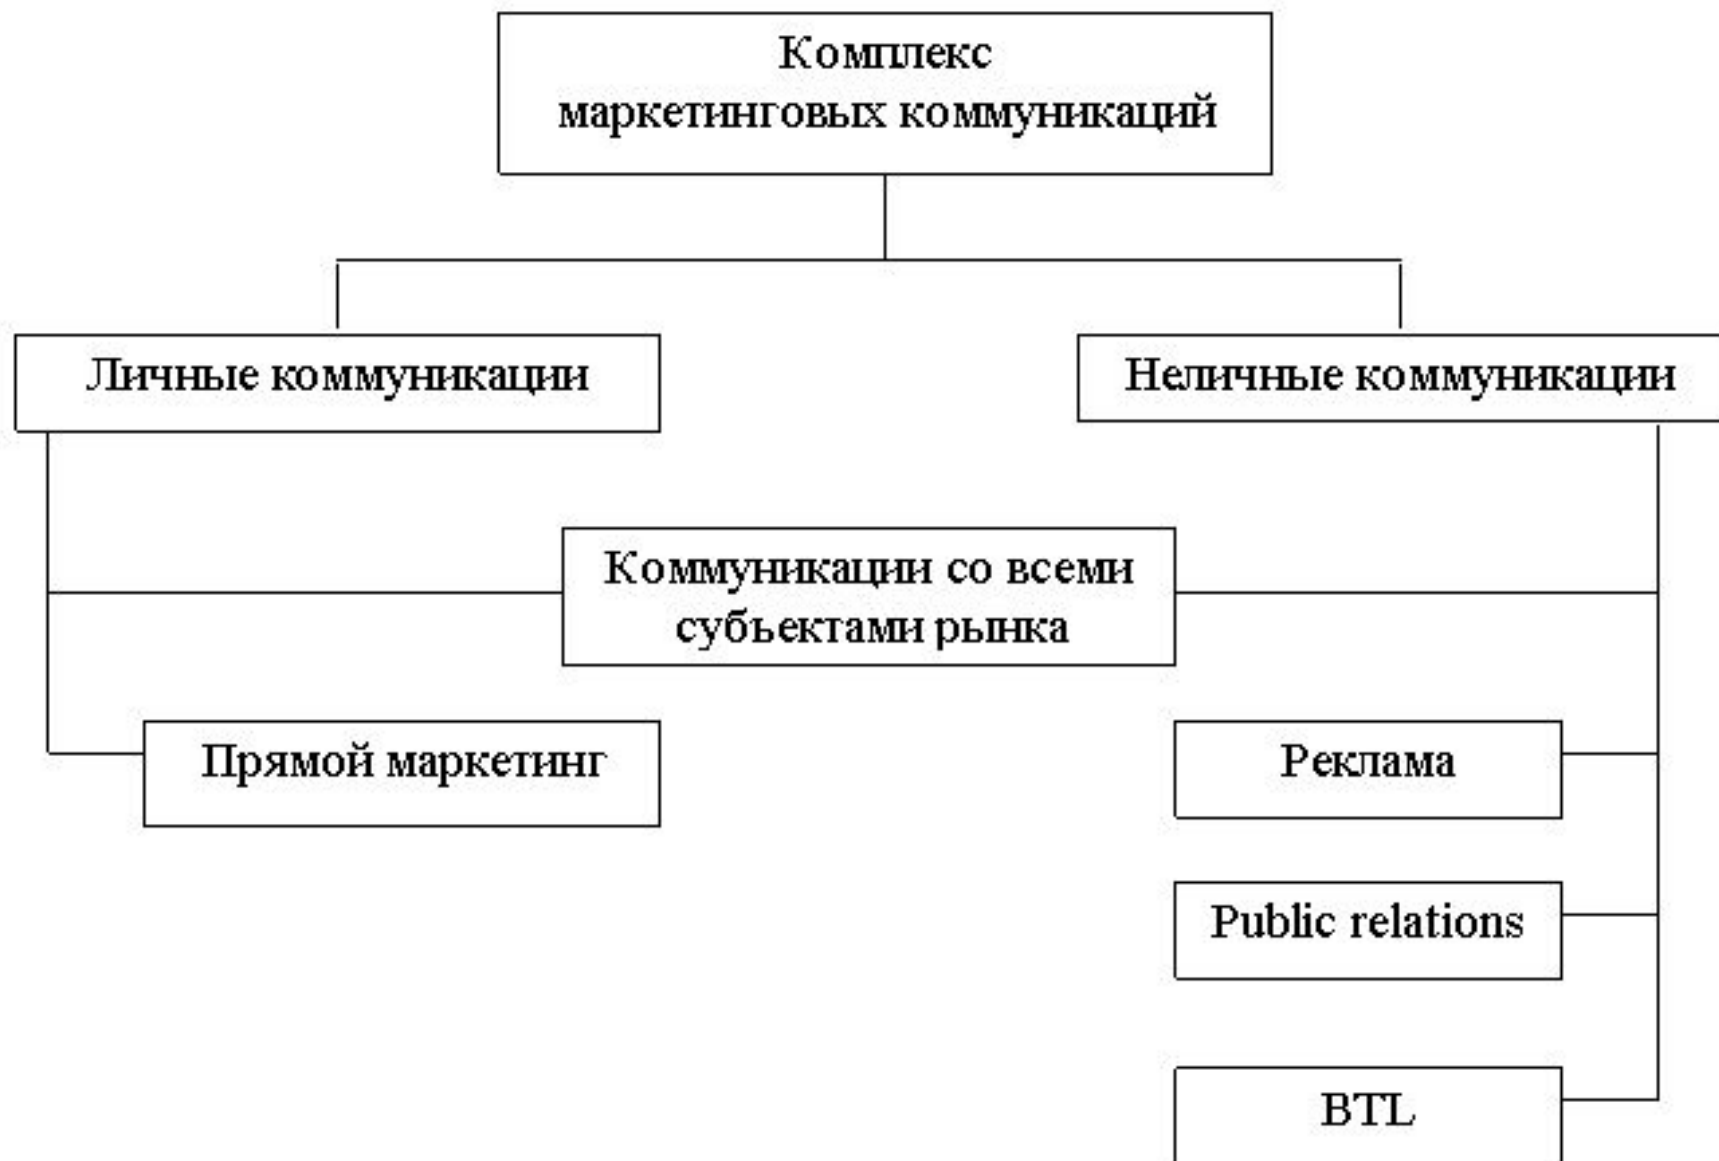 Комплекс
маркетинговых коммуникаций
Личные коммуникации
Неличные коммуникации
Коммуникации со всеми
субъектами рынка
Прямой маркетинг
Реклама
Public relations
BTL